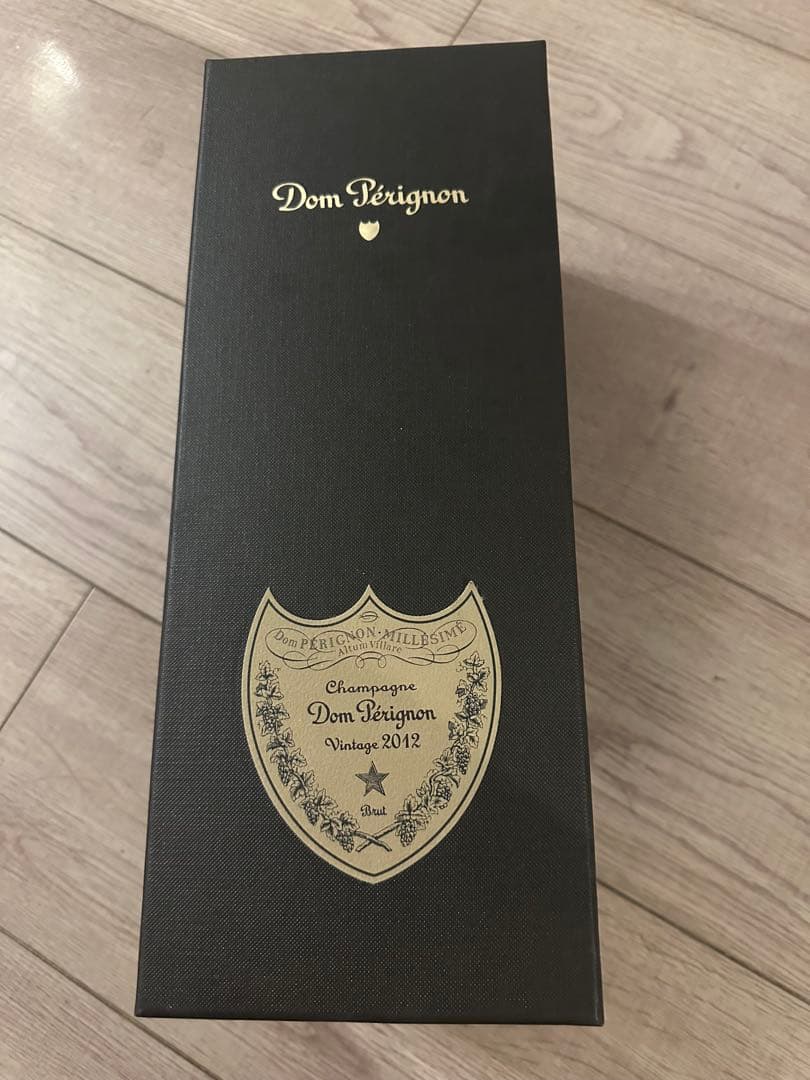 Dom Pérignon
Dom PÉRIGNON·MILLÉSIMÉ
Altum Villare
Champagne
Dom Pérignon
Vintage 2012
Brut